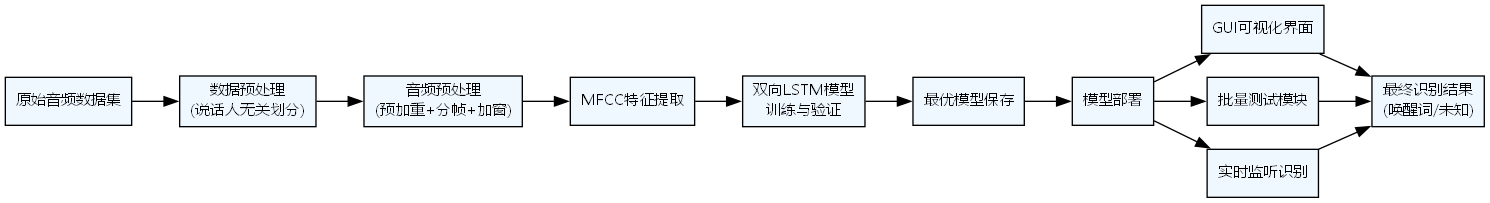 原始音频数据集
数据预处理
(说话人无关划分)
音频预处理
(预加重+分帧+加窗)
MFCC特征提取
双向LSTM模型
训练与验证
最优模型保存
模型部署
GUI可视化界面
批量测试模块
实时监听识别
最终识别结果
(唤醒词/未知)